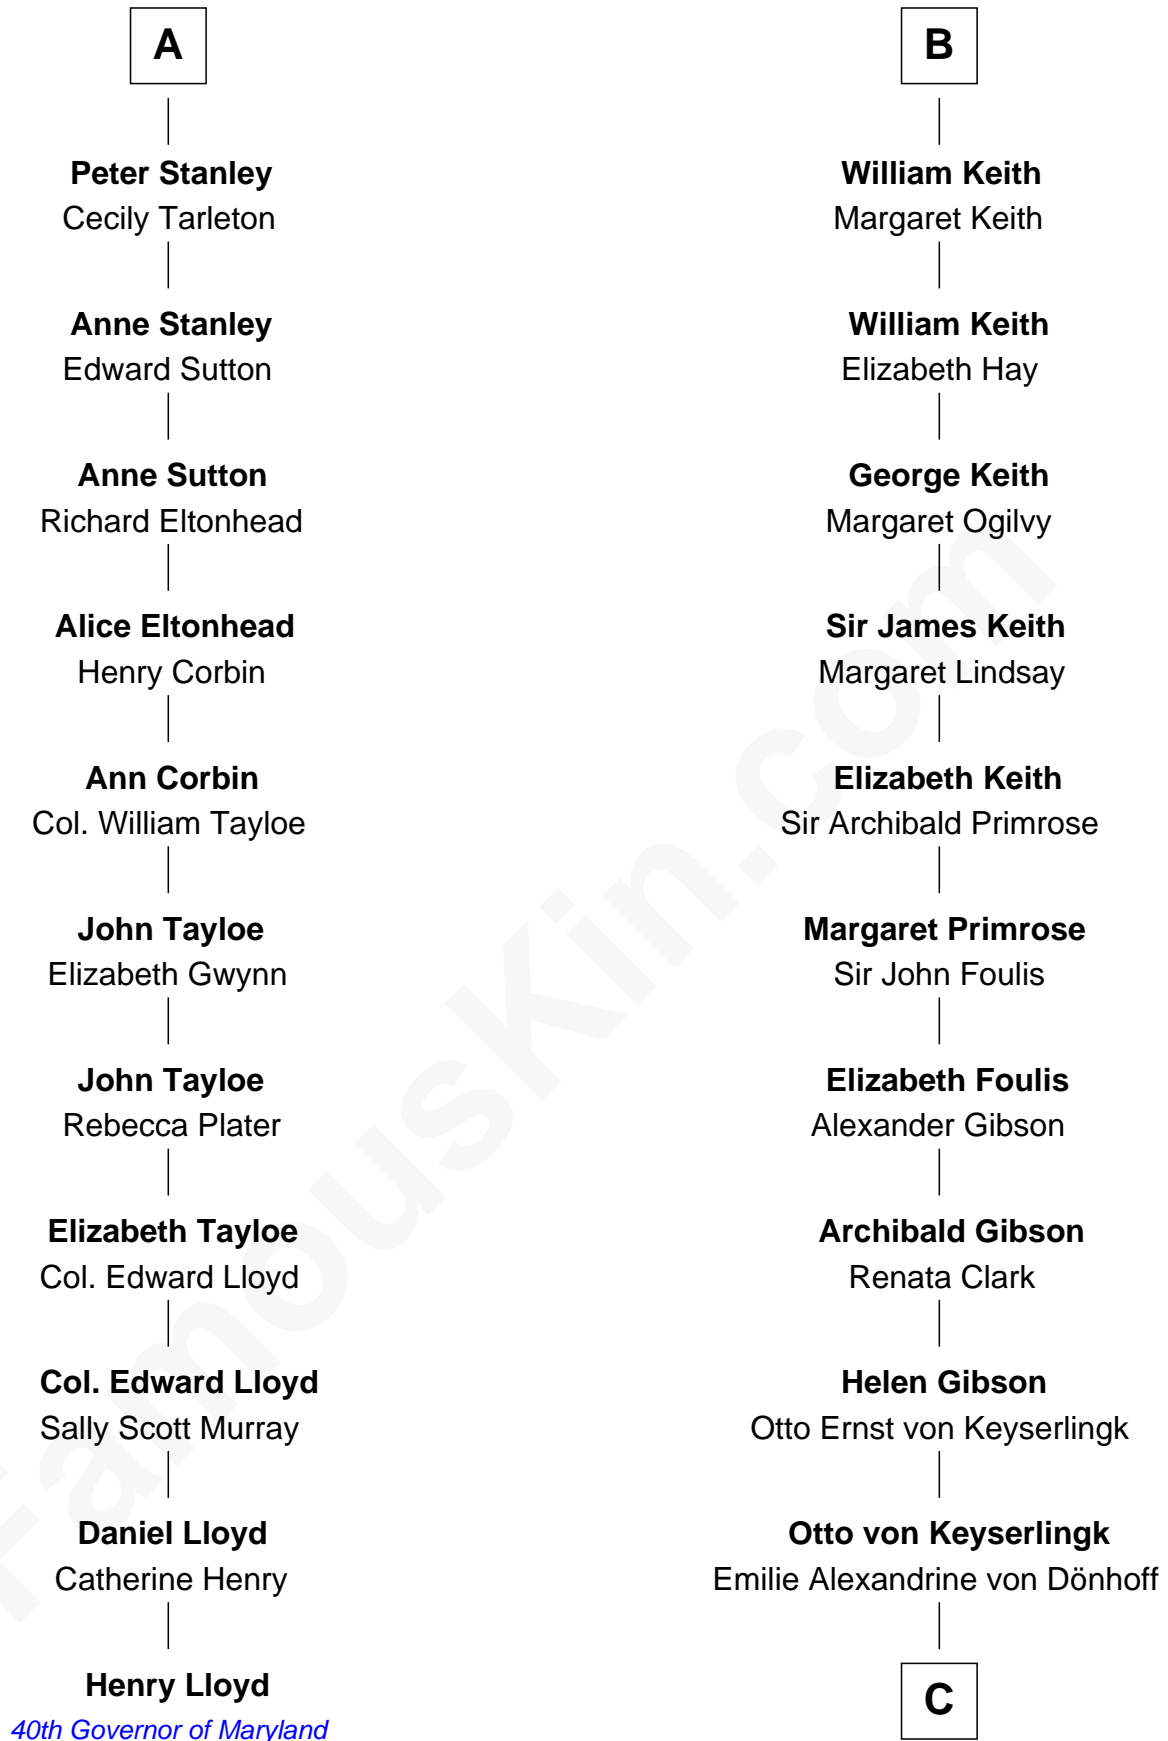 A
Peter Stanley
Cecily Tarleton
Anne Stanley
Edward Sutton
Anne Sutton
Richard Eltonhead
Alice Eltonhead
Henry Corbin
Ann Corbin
Col. William Tayloe
John Tayloe
Elizabeth Gwynn
John Tayloe
Rebecca Plater
Elizabeth Tayloe
Col. Edward Lloyd
Col. Edward Lloyd
Sally Scott Murray
Daniel Lloyd
Catherine Henry
Henry Lloyd
40th Governor of Maryland
B
William Keith
Margaret Keith
William Keith
Elizabeth Hay
George Keith
Margaret Ogilvy
Sir James Keith
Margaret Lindsay
Elizabeth Keith
Sir Archibald Primrose
Margaret Primrose
Sir John Foulis
Elizabeth Foulis
Alexander Gibson
Archibald Gibson
Renata Clark
Helen Gibson
Otto Ernst von Keyserlingk
Otto von Keyserlingk
Emilie Alexandrine von Dönhoff
C
FamousKin.com